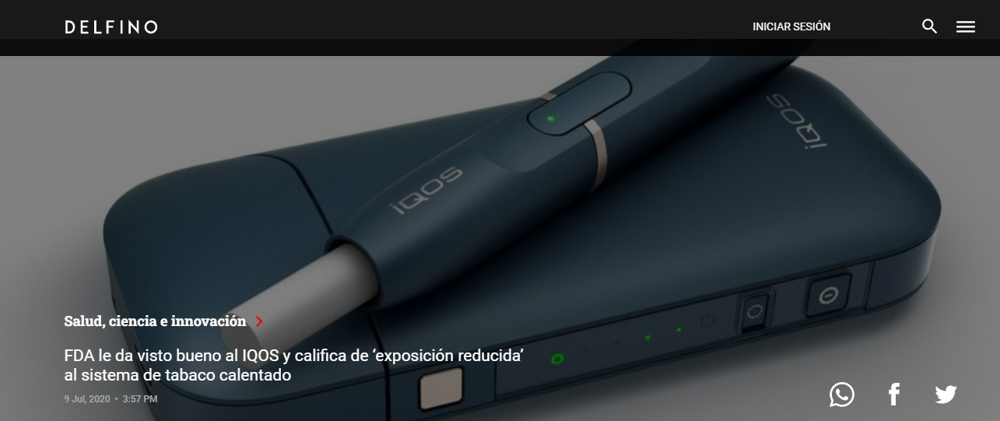 DELFINO
INICIAR SESIÓN
iQOS
iQOS
Salud, ciencia e innovación
FDA le da visto bueno al IQOS y califica de ‘exposición reducida’
al sistema de tabaco calentado
9 Jul, 2020 • 3:57 PM